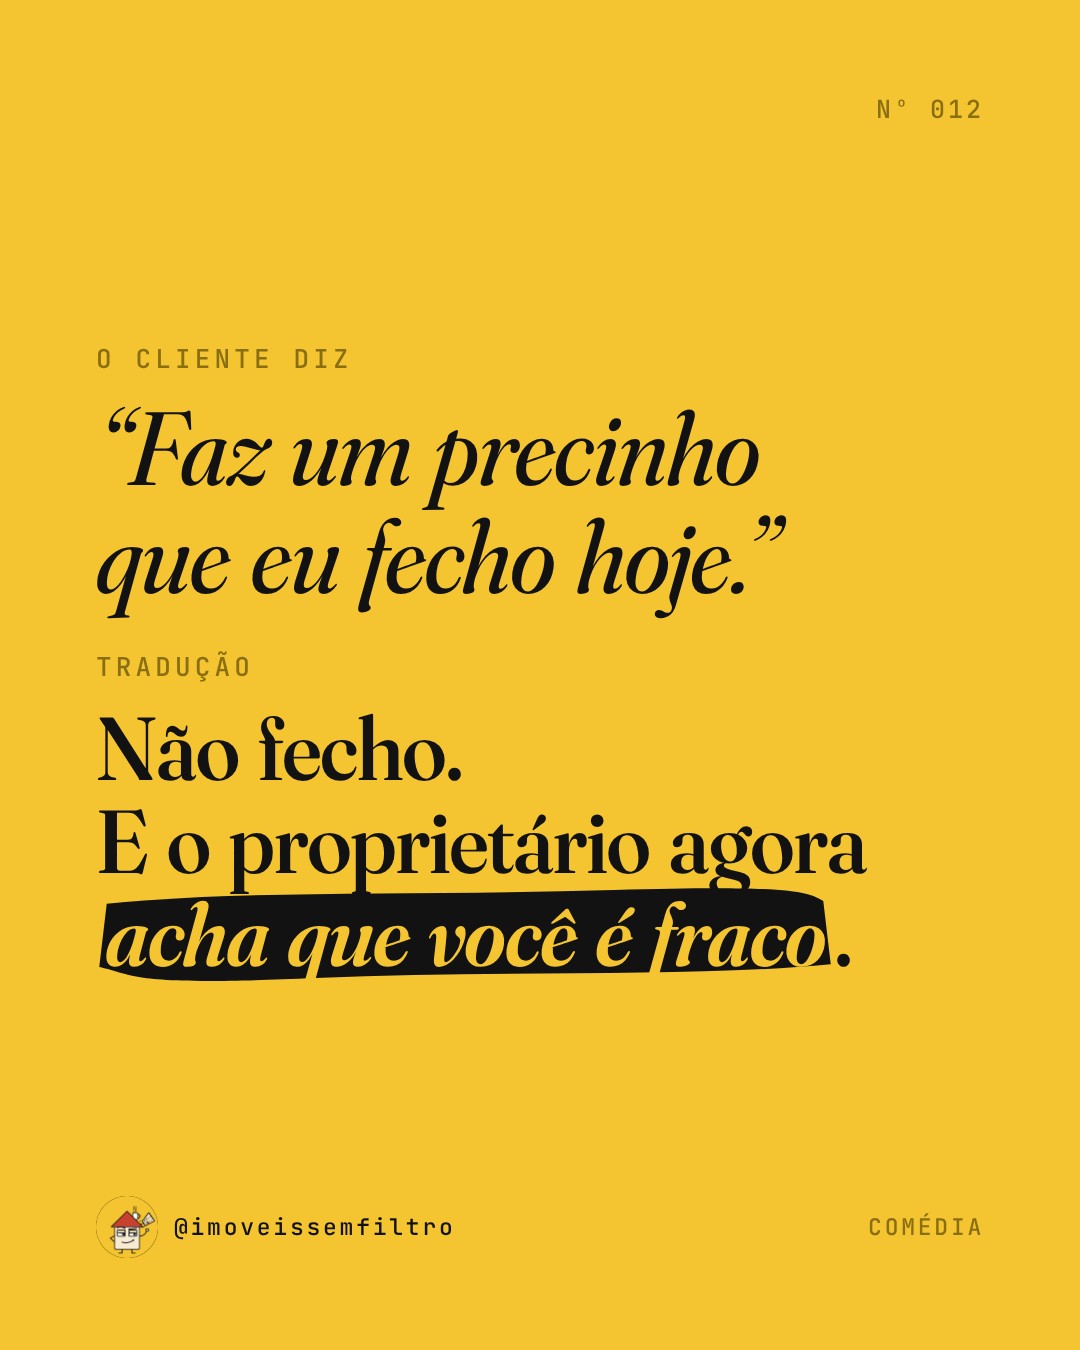 Nº 012
O CLIENTE DIZ
“Faz um precinho
que eu fecho hoje.”
TRADUÇÃO
Não fecho.
E o proprietário agora
acha que você é fraco.
@imoveissemfiltro
COMÉDIA